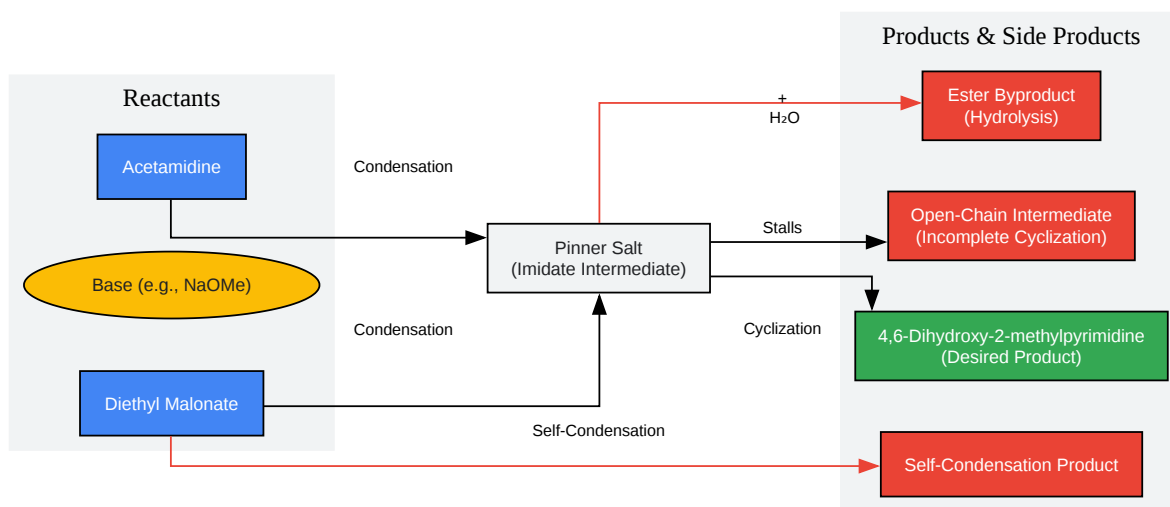 Reactants
Acetamidine
Base (e.g., NaOMe)
Diethyl Malonate
Condensation
Condensation
Self-Condensation
Pinner Salt
(Imidate Intermediate)
+
H₂O
Stalls
Cyclization
Products & Side Products
Ester Byproduct
(Hydrolysis)
Open-Chain Intermediate
(Incomplete Cyclization)
4,6-Dihydroxy-2-methylpyrimidine
(Desired Product)
Self-Condensation Product